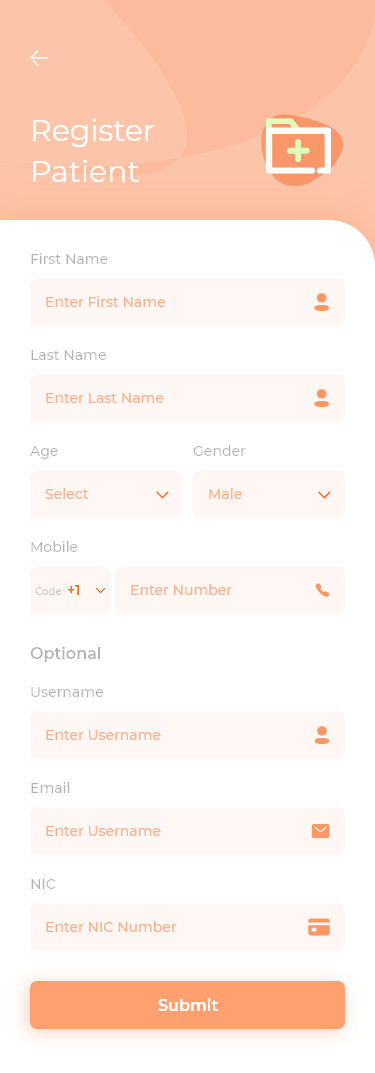 Register
Patient
First Name
Enter First Name
Last Name
Enter Last Name
Age Gender
Select Male
Mobile
Code +1 Enter Number
Optional
Username
Enter Username
Email
Enter Username
NIC
Enter NIC Number
Submit